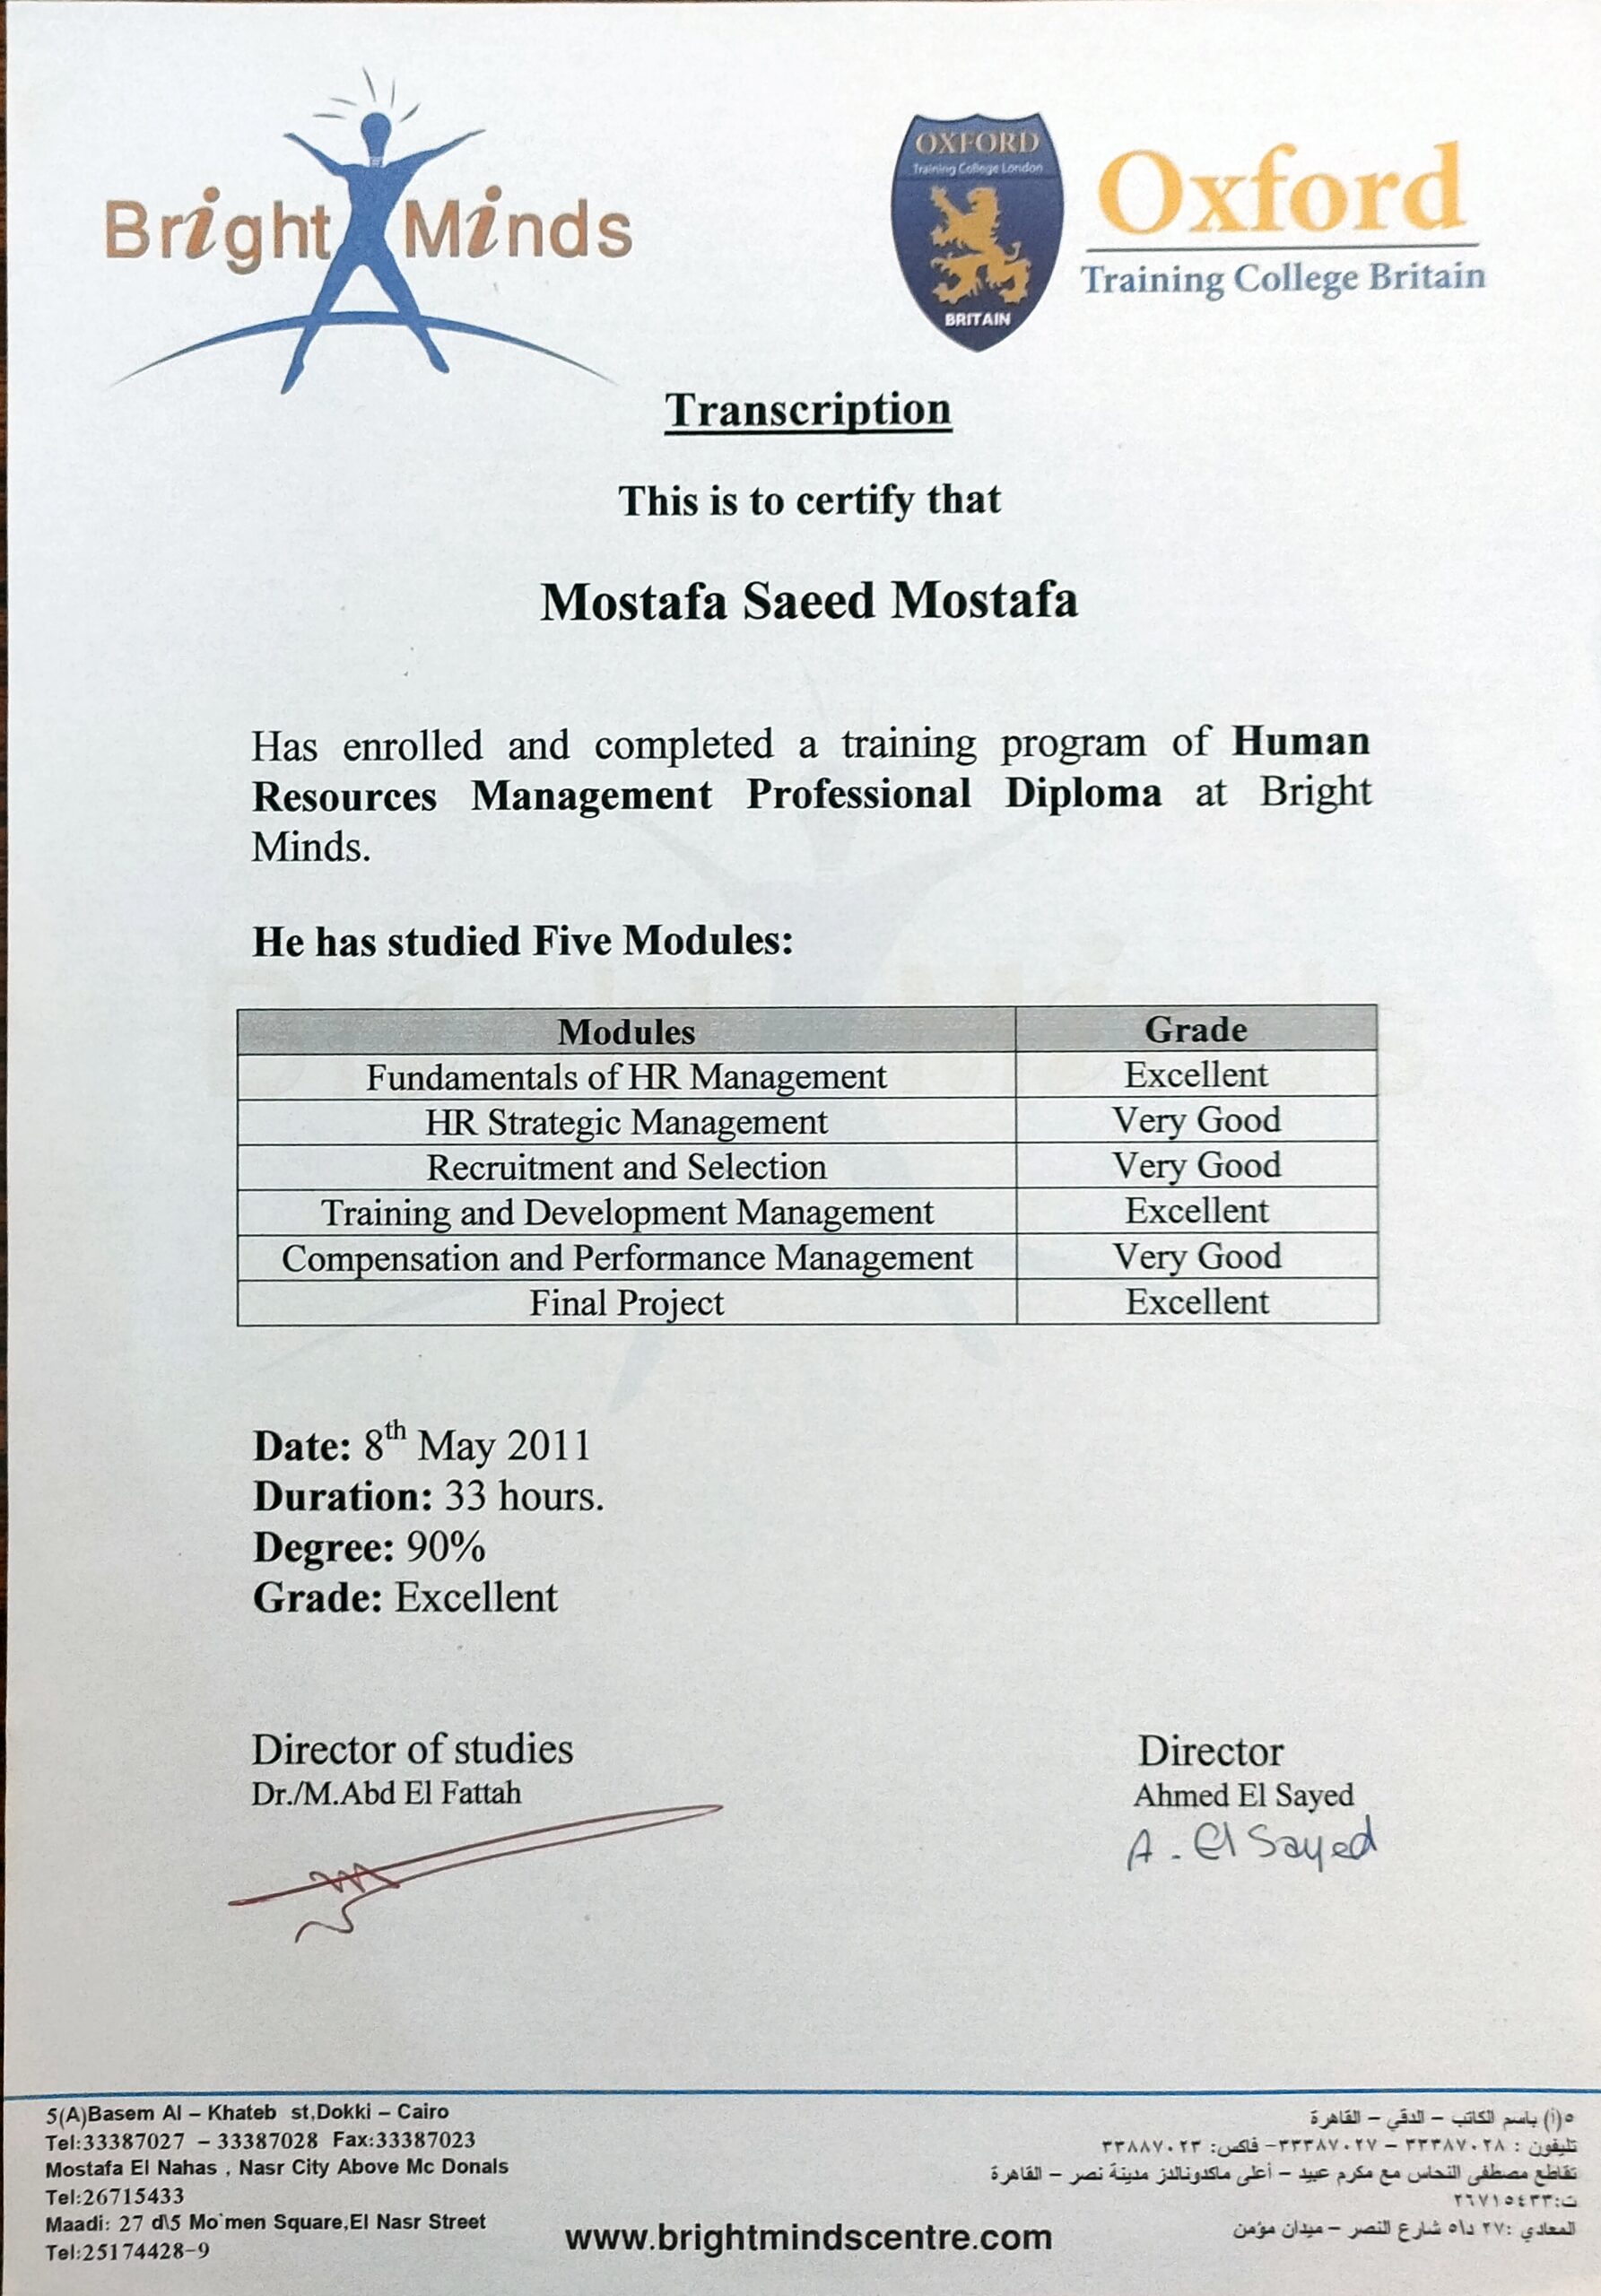 Bright Minds
OXFORD
Training College London
BRITAIN
Oxford
Training College Britain
Transcription
This is to certify that
Mostafa Saeed Mostafa
Has enrolled and completed a training program of Human
Resources Management Professional Diploma at Bright
Minds.
He has studied Five Modules:
Modules Grade
Fundamentals of HR Management Excellent
HR Strategic Management Very Good
Recruitment and Selection Very Good
Training and Development Management Excellent
Compensation and Performance Management Very Good
Final Project Excellent
Date: 8th May 2011
Duration: 33 hours.
Degree: 90%
Grade: Excellent
Director of studies
Dr./M.Abd El Fattah
Director
Ahmed El Sayed
A. El Sayed
5(A)Basem Al – Khateb st,Dokki – Cairo
Tel:33387027 – 33387028 Fax:33387023
Mostafa El Nahas , Nasr City Above Mc Donals
Tel:26715433
Maadi: 27 d\5 Mo`men Square,El Nasr Street
Tel:25174428-9
www.brightmindscentre.com
٥(أ) باسم الكاتب – الدقي – القاهرة
تليفون : ٣٣٣٨٧٠٢٨ – ٣٣٣٨٧٠٢٧– فاكس: ٣٣٨٨٧٠٢٣
تقاطع مصطفى النحاس مع مكرم عبيد – أعلى ماكدونالدز مدينة نصر – القاهرة
ت:٢٦٧١٥٤٣٣
المعادي :٢٧ د\٥ شارع النصر – ميدان مؤمن